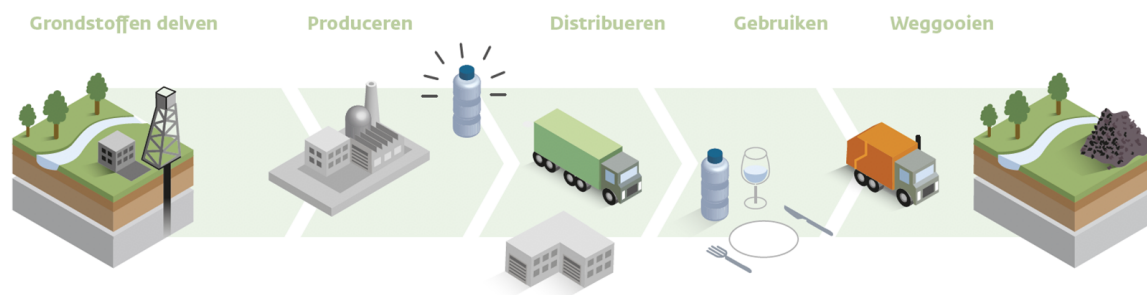 Grondstoffen delven
Produceren
Distribueren
Gebruiken
Weggooien